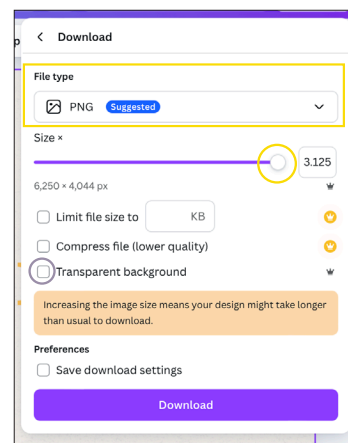 p
Download
File type
PNG Suggested
Size ×
3.125
6,250 × 4,044 px
Limit file size to KB
Compress file (lower quality)
Transparent background
Increasing the image size means your design might take longer
than usual to download.
Preferences
Save download settings
Download